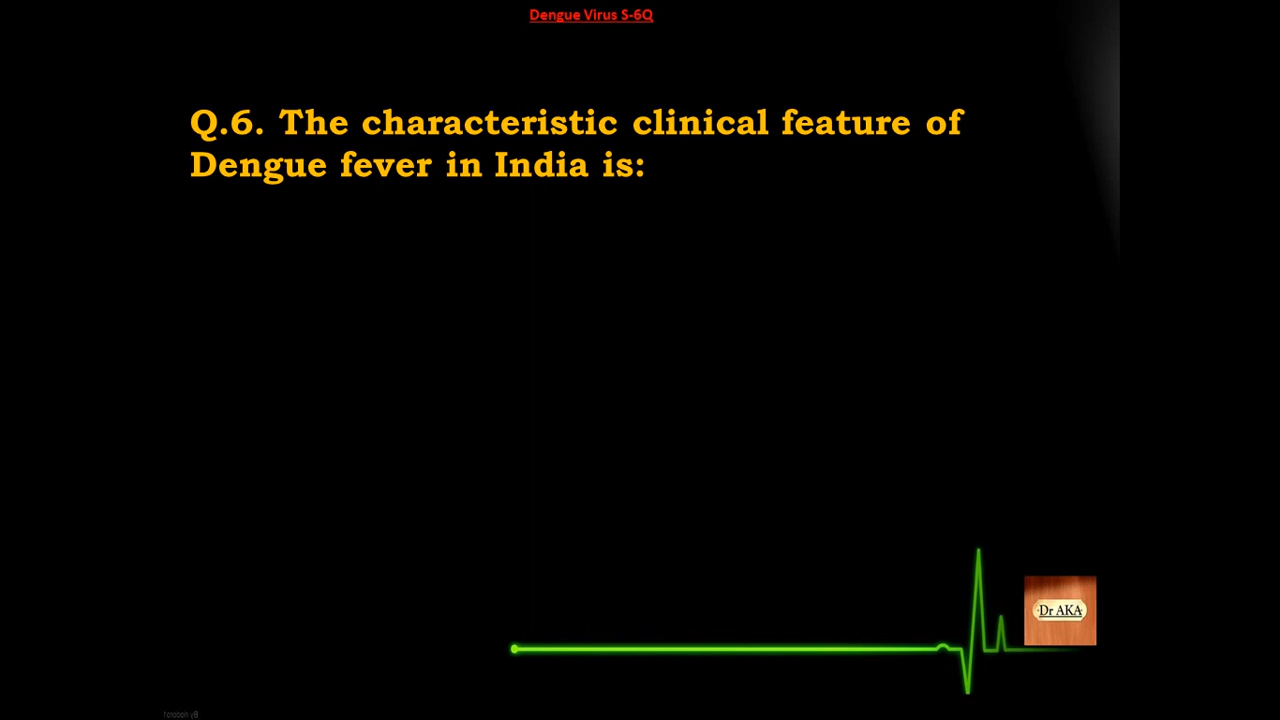 Dengue Virus S-6Q
Q.6. The characteristic clinical feature of
Dengue fever in India is:
Dr AKA